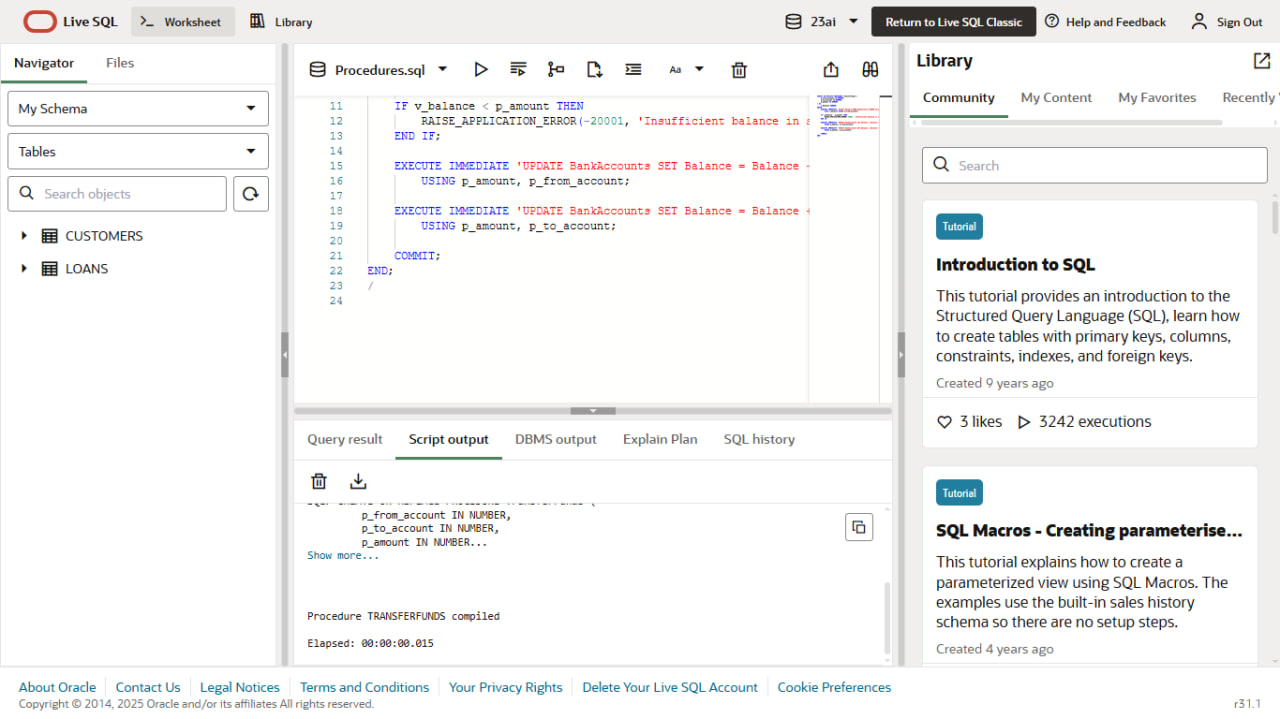 Live SQL
Worksheet
Library
23ai
Return to Live SQL Classic
Help and Feedback
Sign Out
Navigator
Files
My Schema
Tables
Search objects
CUSTOMERS
LOANS
Procedures.sql
Aa
11 IF v_balance < p_amount THEN
12 RAISE_APPLICATION_ERROR(-20001, 'Insufficient balance in
13 END IF;
14
15 EXECUTE IMMEDIATE 'UPDATE BankAccounts SET Balance = Balance
16 USING p_amount, p_from_account;
17
18 EXECUTE IMMEDIATE 'UPDATE BankAccounts SET Balance = Balance
19 USING p_amount, p_to_account;
20
21 COMMIT;
22 END;
23 /
24
Query result
Script output
DBMS output
Explain Plan
SQL history
p_from_account IN NUMBER,
p_to_account IN NUMBER,
p_amount IN NUMBER...
Show more...
Procedure TRANSFERFUNDS compiled
Elapsed: 00:00:00.015
Library
Community
My Content
My Favorites
Recently
Search
Tutorial
Introduction to SQL
This tutorial provides an introduction to the
Structured Query Language (SQL), learn how
to create tables with primary keys, columns,
constraints, indexes, and foreign keys.
Created 9 years ago
3 likes
3242 executions
Tutorial
SQL Macros - Creating parameterise...
This tutorial explains how to create a
parameterized view using SQL Macros. The
examples use the built-in sales history
schema so there are no setup steps.
Created 4 years ago
About Oracle
Contact Us
Legal Notices
Terms and Conditions
Your Privacy Rights
Delete Your Live SQL Account
Cookie Preferences
Copyright © 2014, 2025 Oracle and/or its affiliates All rights reserved.
r31.1